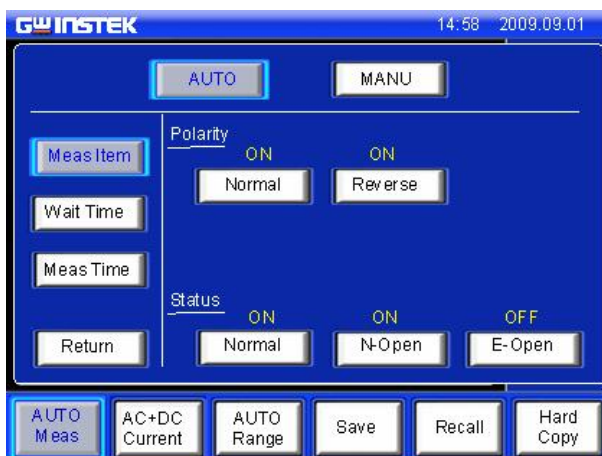 GWINSTEK 14:58 2009.09.01
AUTO MANU
Polarity
Meas Item ON ON
Normal Reverse
Wait Time
Meas Time
Status
ON ON OFF
Return Normal N-Open E-Open
AUTO Meas AC+DC Current AUTO Range Save Recall Hard Copy